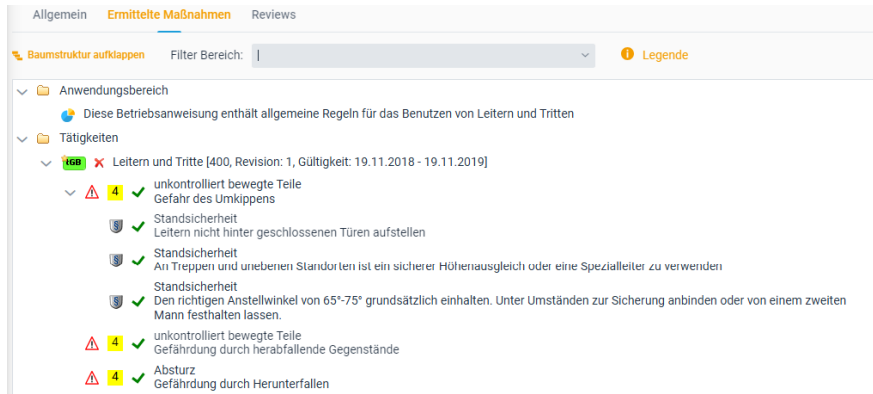 Allgemein Ermittelte Maßnahmen Reviews
Baumstruktur aufklappen Filter Bereich: Legende
Anwendungsbereich
Diese Betriebsanweisung enthält allgemeine Regeln für das Benutzen von Leitern und Tritten
Tätigkeiten
tGB Leitern und Tritte [400, Revision: 1, Gültigkeit: 19.11.2018 - 19.11.2019]
4 unkontrolliert bewegte Teile
Gefahr des Umkippens
§ Standsicherheit
Leitern nicht hinter geschlossenen Türen aufstellen
§ Standsicherheit
An Treppen und unebenen Standorten ist ein sicherer Höhenausgleich oder eine Spezialleiter zu verwenden
§ Standsicherheit
Den richtigen Anstellwinkel von 65°-75° grundsätzlich einhalten. Unter Umständen zur Sicherung anbinden oder von einem zweiten
Mann festhalten lassen.
4 unkontrolliert bewegte Teile
Gefährdung durch herabfallende Gegenstände
4 Absturz
Gefährdung durch Herunterfallen